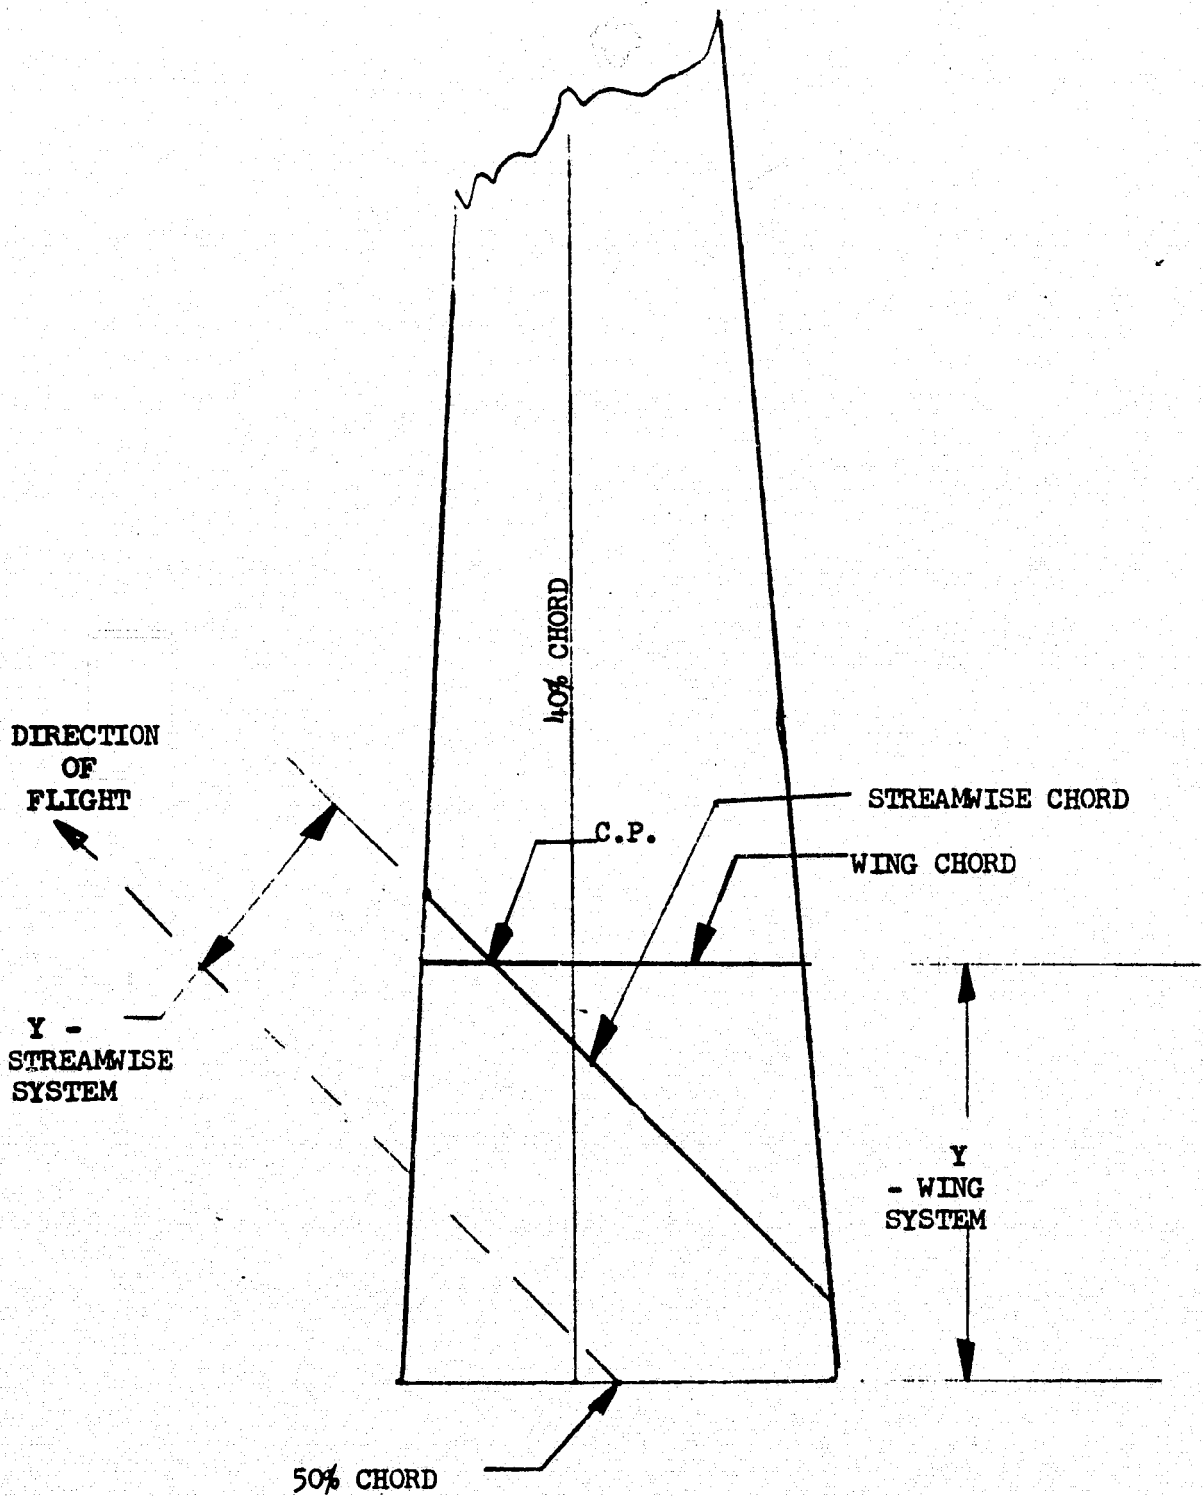 40% CHORD
DIRECTION
OF
FLIGHT
STREAMWISE CHORD
C.P.
WING CHORD
Y -
STREAMWISE
SYSTEM
Y
- WING
SYSTEM
50% CHORD